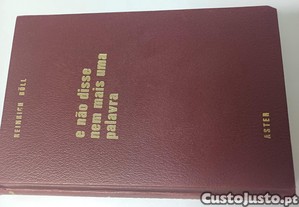 HEINRICH BÖLL
e não disse
nem mais uma
palavra
ASTER
CustoJusto.pt